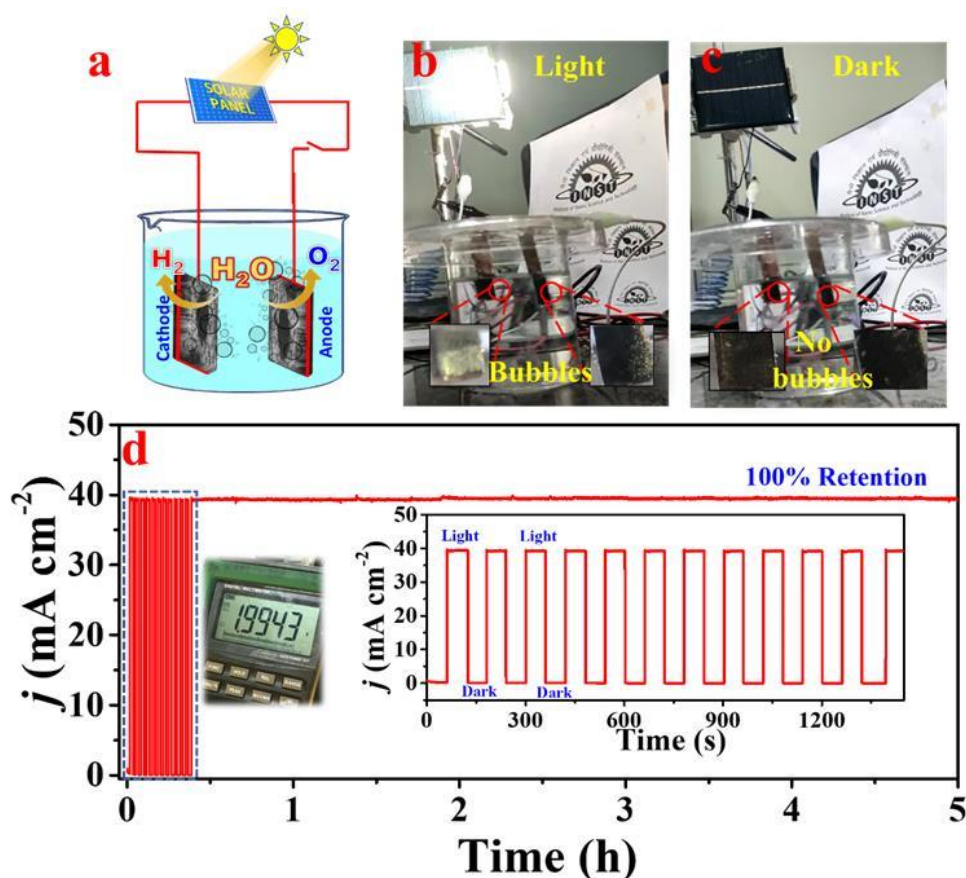 a
SOLAR
PANEL
H2
H2O
O2
Cathode
Anode
b
Light
INST
Bubbles
c
Dark
INST
No
bubbles
d
100% Retention
j (mA cm-2)
50
40
30
20
10
0
0
1
2
3
4
5
Time (h)
1.9943
j (mA cm-2)
50
40
30
20
10
0
Light
Light
Dark
Dark
0
300
600
900
1200
Time (s)